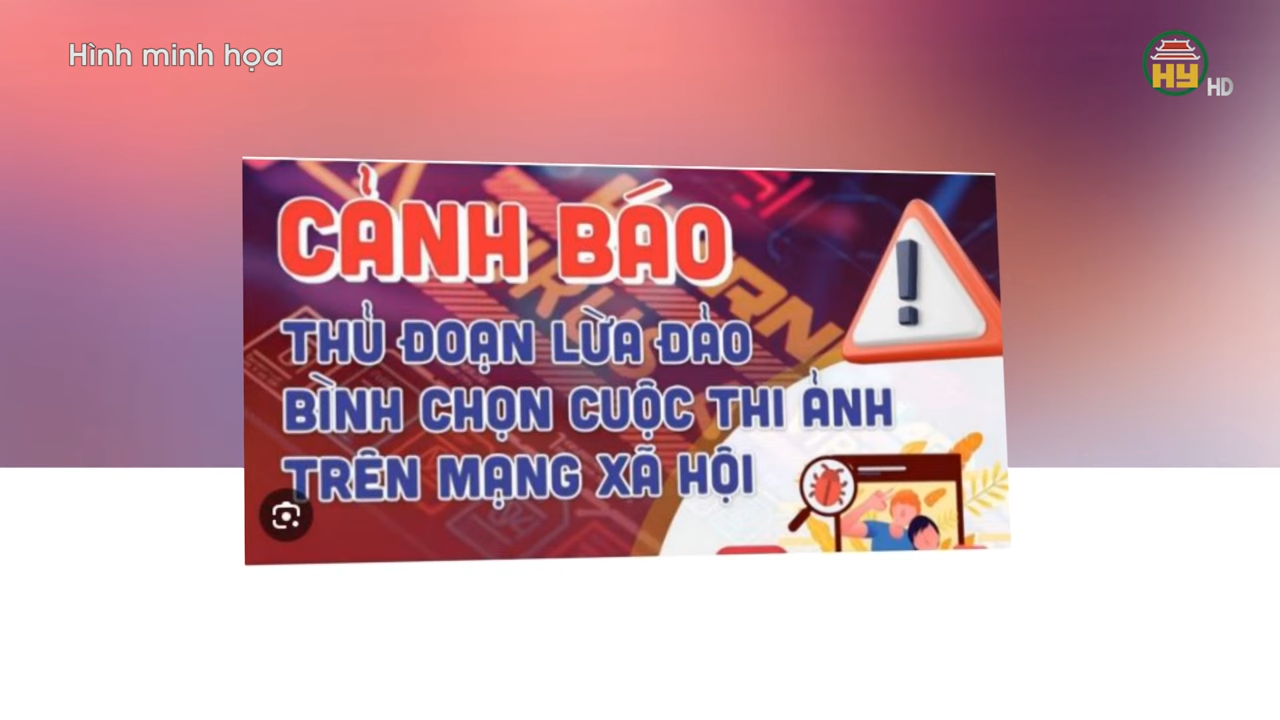 Hình minh họa
HY
HD
CẢNH BÁO
THỦ ĐOẠN LỪA ĐẢO
BÌNH CHỌN CUỘC THI ẢNH
TRÊN MẠNG XÃ HỘI